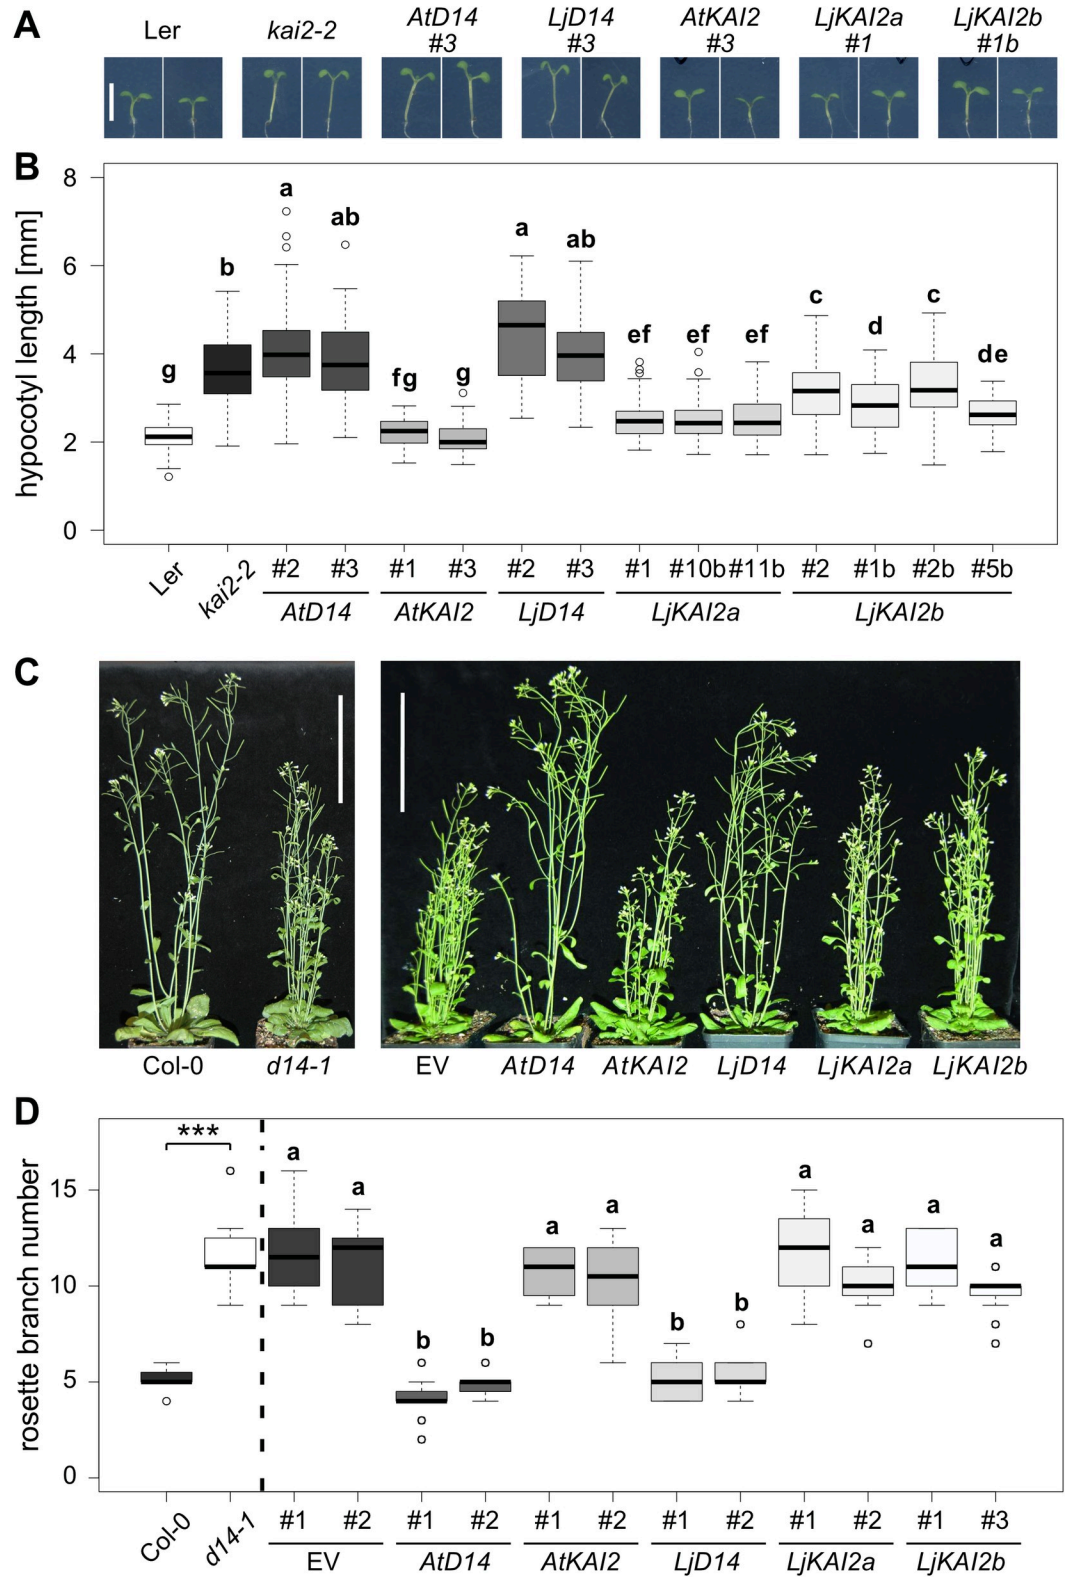 A
Ler
kai2-2
AtD14
#3
LjD14
#3
AtKAI2
#3
LjKAI2a
#1
LjKAI2b
#1b
B
hypocotyl length [mm]
8
6
4
2
0
g
b
a
ab
fg
g
a
ab
ef
ef
ef
c
d
c
de
Ler
kai2-2
#2
#3
#1
#3
#2
#3
#1
#10b
#11b
#2
#1b
#2b
#5b
AtD14
AtKAI2
LjD14
LjKAI2a
LjKAI2b
C
Col-0
d14-1
EV
AtD14
AtKAI2
LjD14
LjKAI2a
LjKAI2b
D
rosette branch number
15
10
5
0
***
a
a
b
b
a
a
b
b
a
a
a
a
Col-0
d14-1
#1
#2
#1
#2
#1
#2
#1
#2
#1
#2
#1
#3
EV
AtD14
AtKAI2
LjD14
LjKAI2a
LjKAI2b